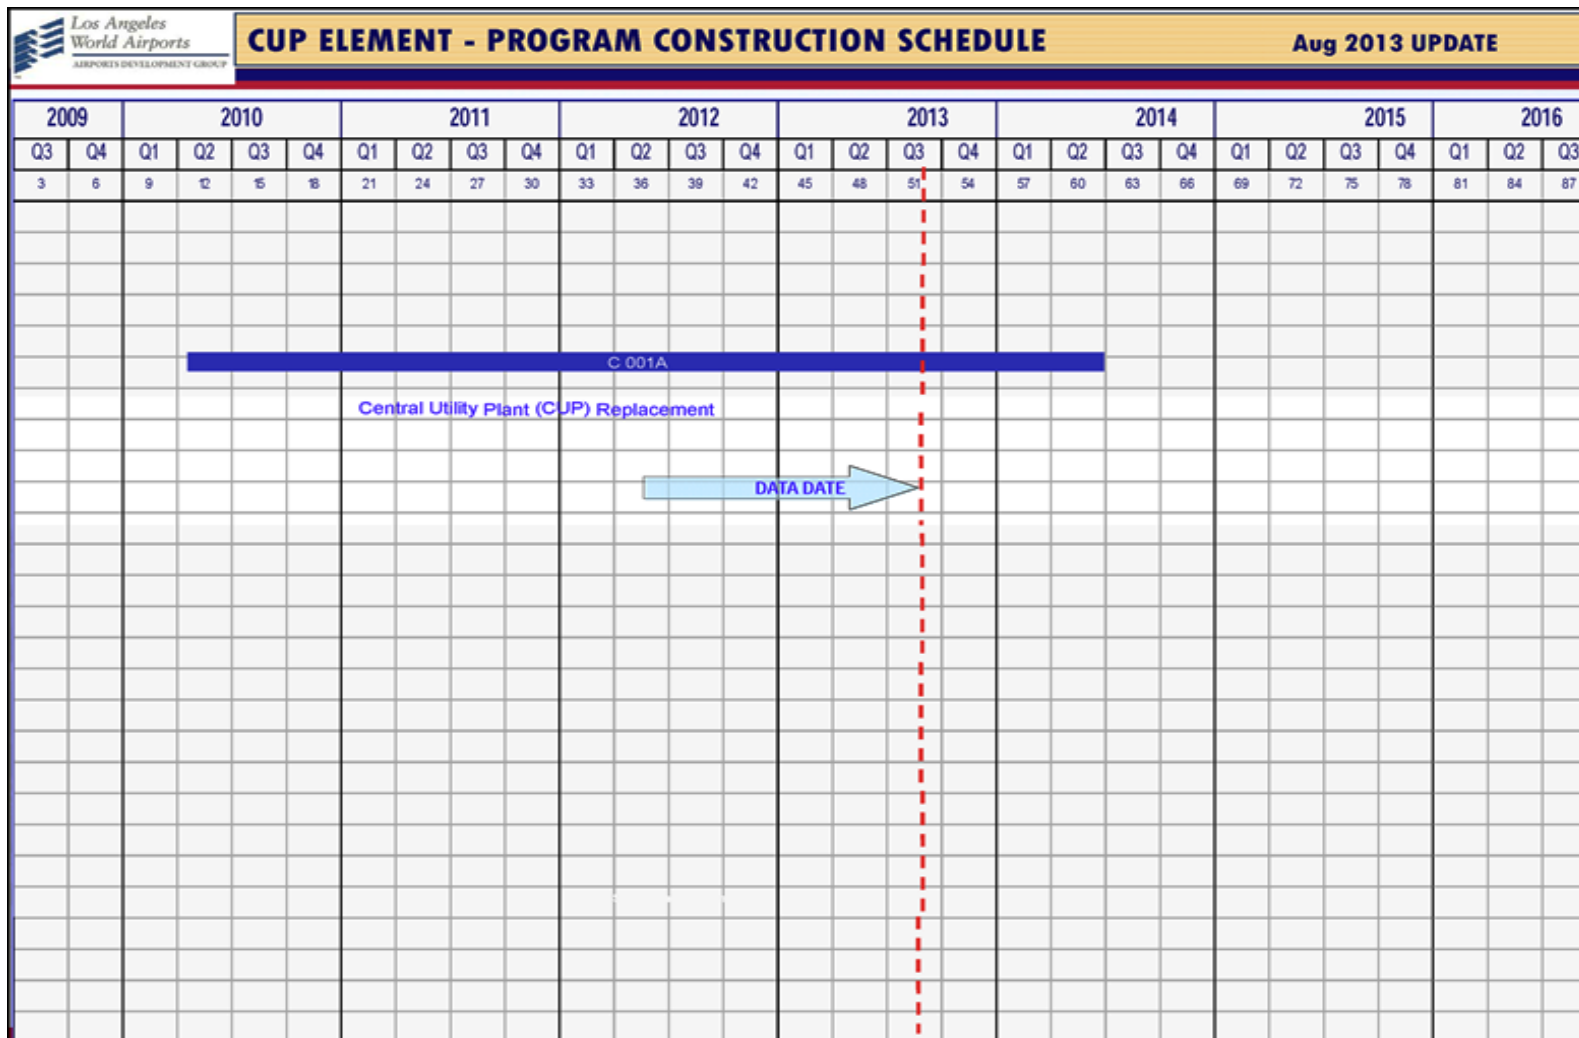 Los Angeles
World Airports
AIRPORTS DEVELOPMENT GROUP
CUP ELEMENT - PROGRAM CONSTRUCTION SCHEDULE
Aug 2013 UPDATE
2009 2010 2011 2012 2013 2014 2015 2016
Q3 Q4 Q1 Q2 Q3 Q4 Q1 Q2 Q3 Q4 Q1 Q2 Q3 Q4 Q1 Q2 Q3 Q4 Q1 Q2 Q3 Q4 Q1 Q2 Q3 Q4 Q1 Q2 Q3
3 6 9 12 15 18 21 24 27 30 33 36 39 42 45 48 51 54 57 60 63 66 69 72 75 78 81 84 87
C 001A
Central Utility Plant (CUP) Replacement
DATA DATE